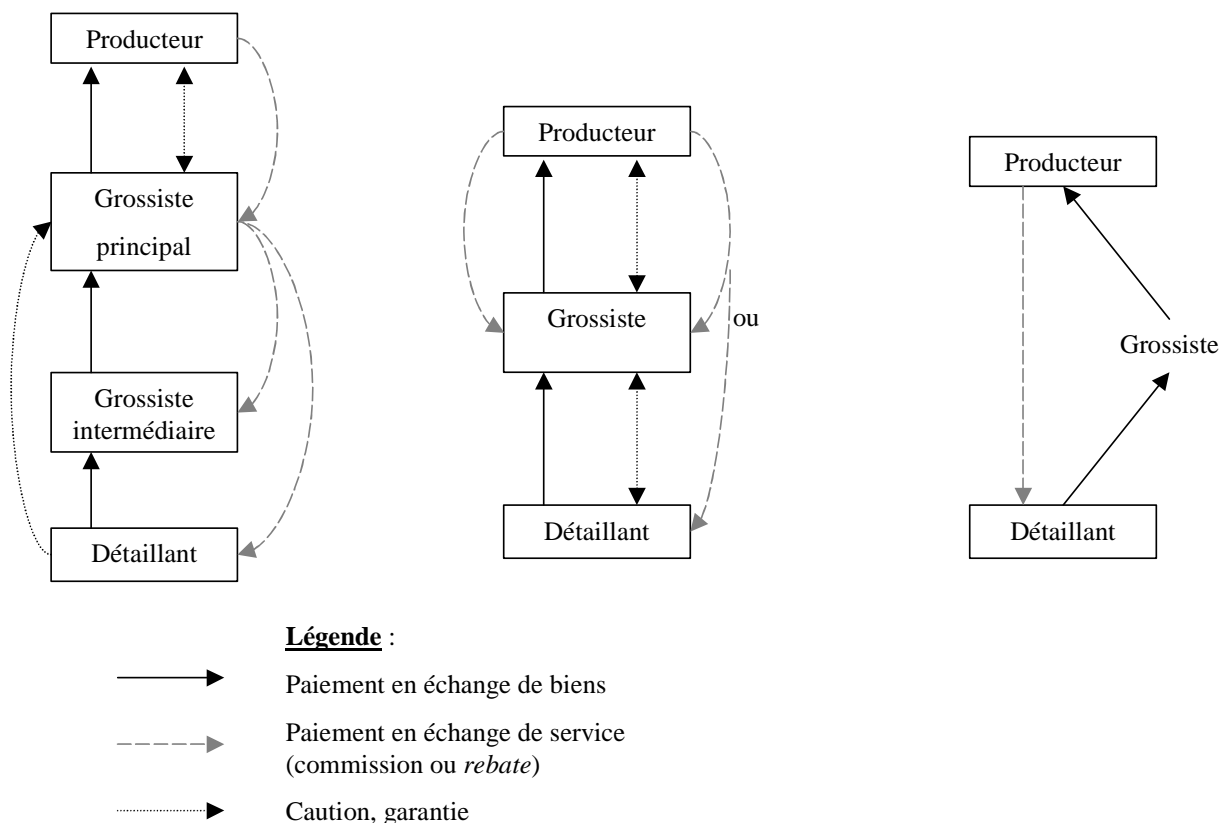 Producteur
Grossiste
principal
Grossiste
intermédiaire
Détaillant
Producteur
Grossiste
ou
Détaillant
Producteur
Grossiste
Détaillant
Légende :
Paiement en échange de biens
Paiement en échange de service
(commission ou rebate)
Caution, garantie